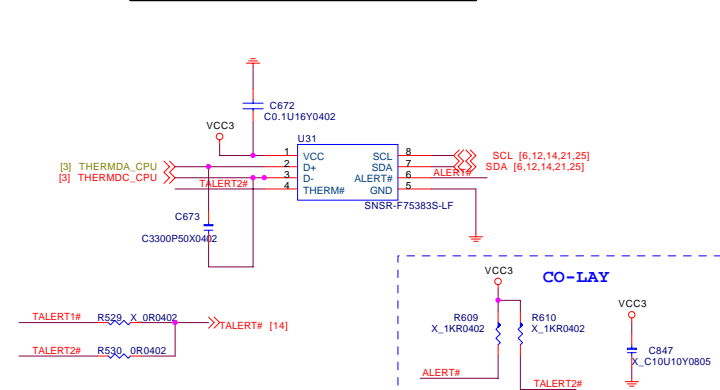 C672
C0.1U16Y0402
VCC3
U31
1 VCC SCL 8 SCL [6,12,14,21,25]
[3] THERMDA_CPU 2 D+ SDA 7 SDA [6,12,14,21,25]
[3] THERMDC_CPU 3 D- ALERT# 6 ALERT#
TALERT2# 4 THERM# GND 5
SNSR-F75383S-LF
C673
C3300P50X0402
CO-LAY
VCC3
VCC3
TALERT1# R529 X_0R0402
TALERT# [14]
R609 R610
X_1KR0402 X_1KR0402
TALERT2# R530 0R0402
C847
X_C10U10Y0805
ALERT#
TALERT2#